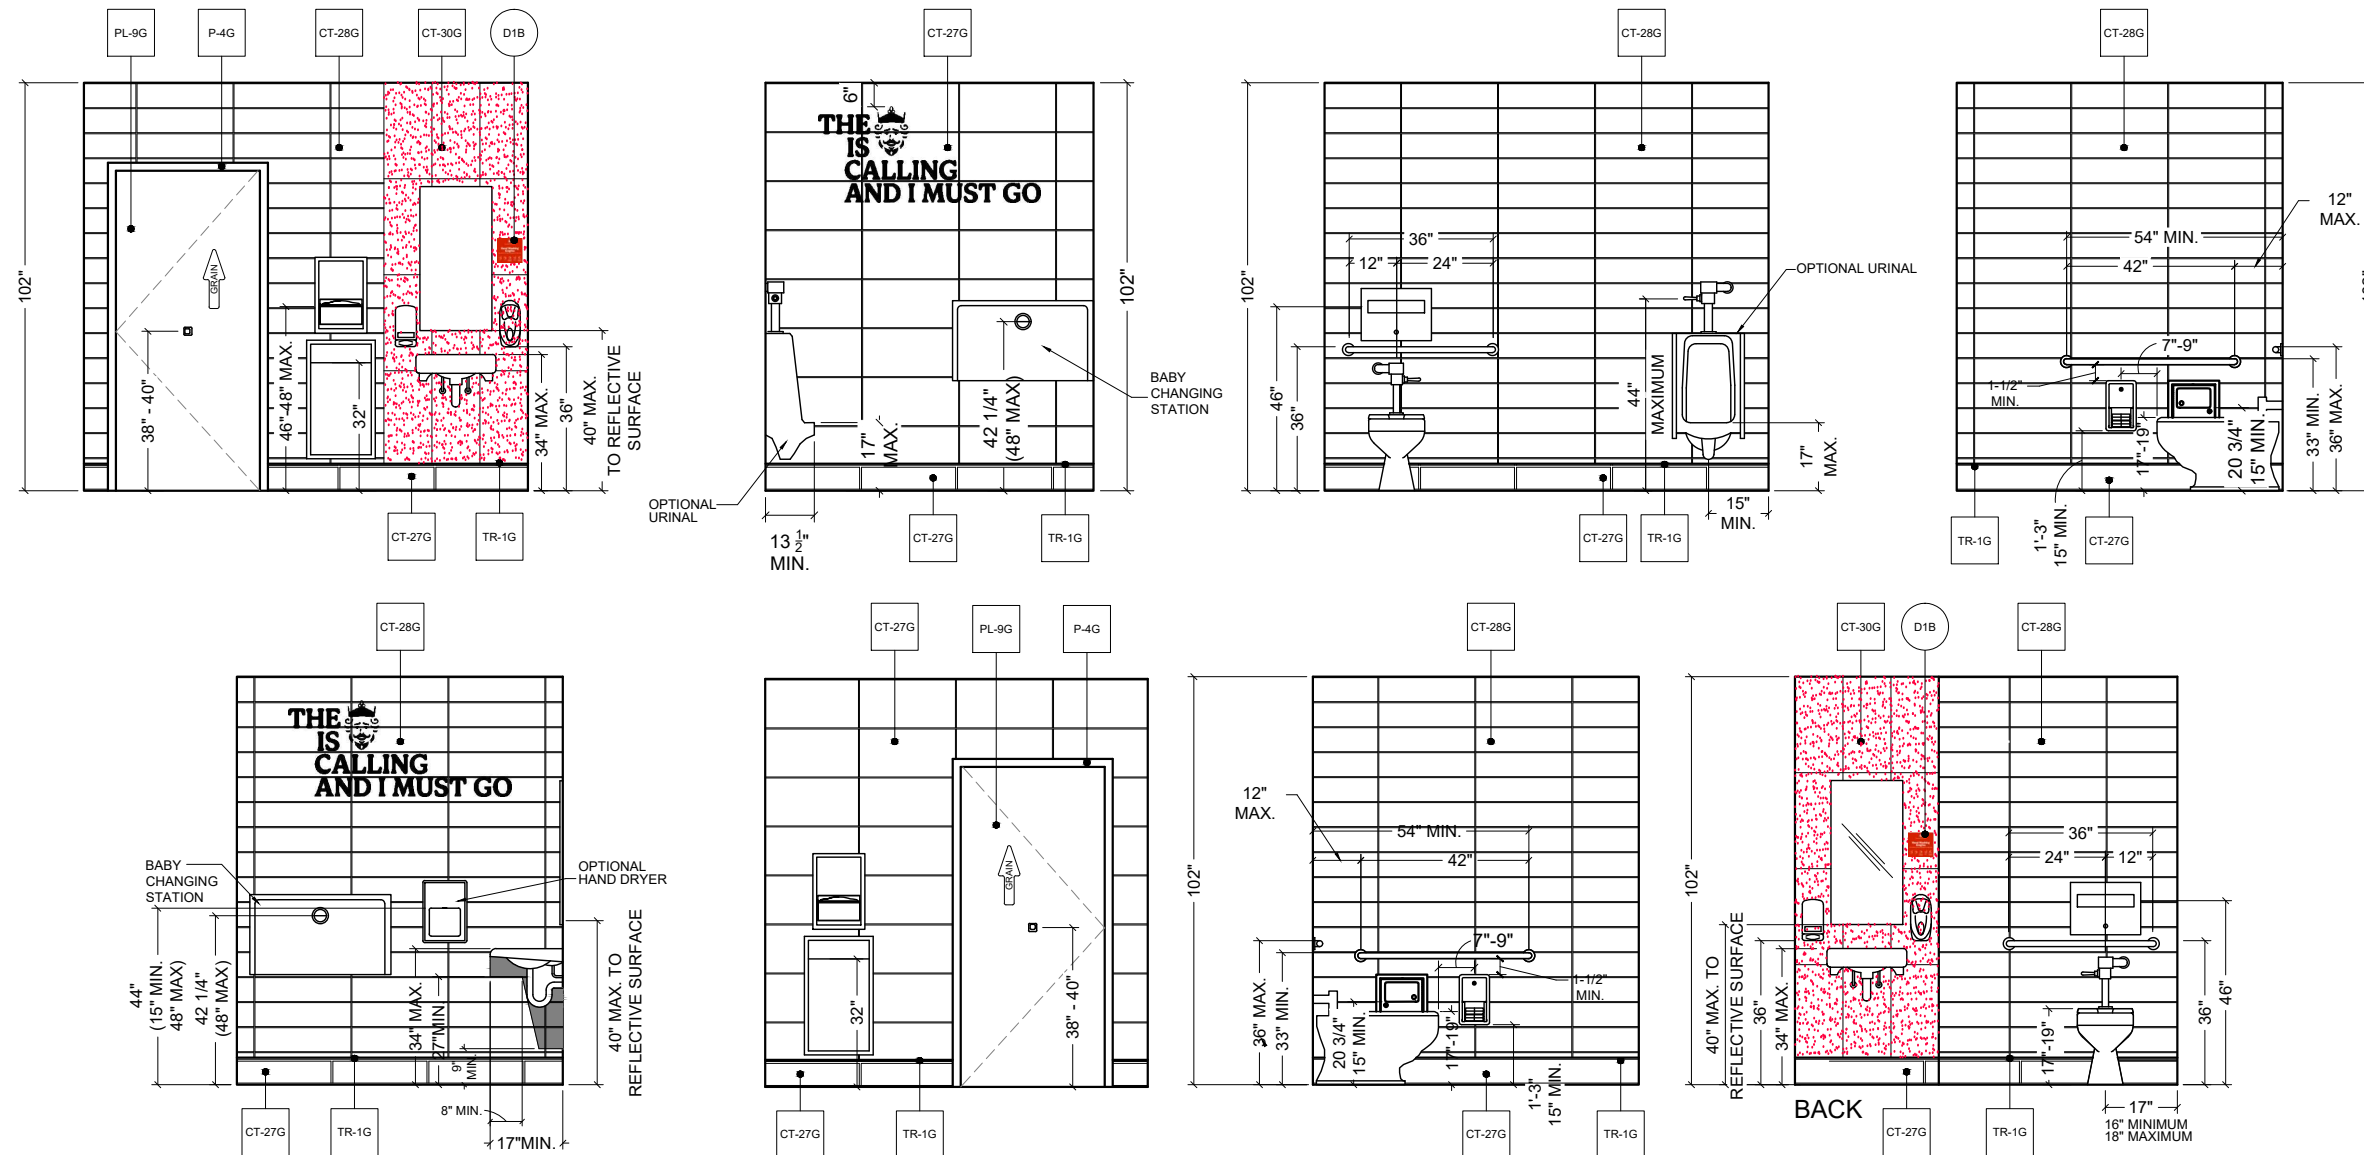 PL-9G
P-4G
CT-28G
CT-30G
D1B
102"
GRAIN
38" - 40"
46"-48" MAX.
32"
34" MAX.
36"
40" MAX.
TO REFLECTIVE
SURFACE
CT-27G
TR-1G
CT-27G
6"
THE
IS
CALLING
AND I MUST GO
102"
17"
MAX.
42 1/4"
(48" MAX)
BABY
CHANGING
STATION
OPTIONAL
URINAL
13 1/2"
MIN.
CT-27G
TR-1G
CT-28G
102"
36"
12"
24"
46"
36"
44"
MAXIMUM
OPTIONAL URINAL
17"
MAX.
15"
MIN.
CT-27G
TR-1G
CT-28G
12"
MAX.
54" MIN.
42"
7"-9"
1-1/2"
MIN.
17"-19"
20 3/4"
15" MIN.
33" MIN.
36" MAX.
1'-3"
15" MIN.
TR-1G
CT-27G
CT-28G
THE
IS
CALLING
AND I MUST GO
BABY
CHANGING
STATION
OPTIONAL
HAND DRYER
44"
(15" MIN.
48" MAX)
42 1/4"
(48" MAX)
34" MAX.
27"MIN.
9"
MIN.
8" MIN.
17"MIN.
40" MAX. TO
REFLECTIVE SURFACE
CT-27G
TR-1G
CT-27G
PL-9G
P-4G
GRAIN
32"
38" - 40"
CT-27G
TR-1G
CT-28G
102"
12"
MAX.
54" MIN.
42"
7"-9"
1-1/2"
MIN.
36" MAX.
33" MIN.
20 3/4"
15" MIN.
17"-19"
1'-3"
15" MIN.
CT-27G
TR-1G
CT-30G
D1B
CT-28G
102"
36"
24"
12"
40" MAX. TO
REFLECTIVE SURFACE
36"
34" MAX.
17"-19"
36"
46"
BACK
17"
16" MINIMUM
18" MAXIMUM
CT-27G
TR-1G